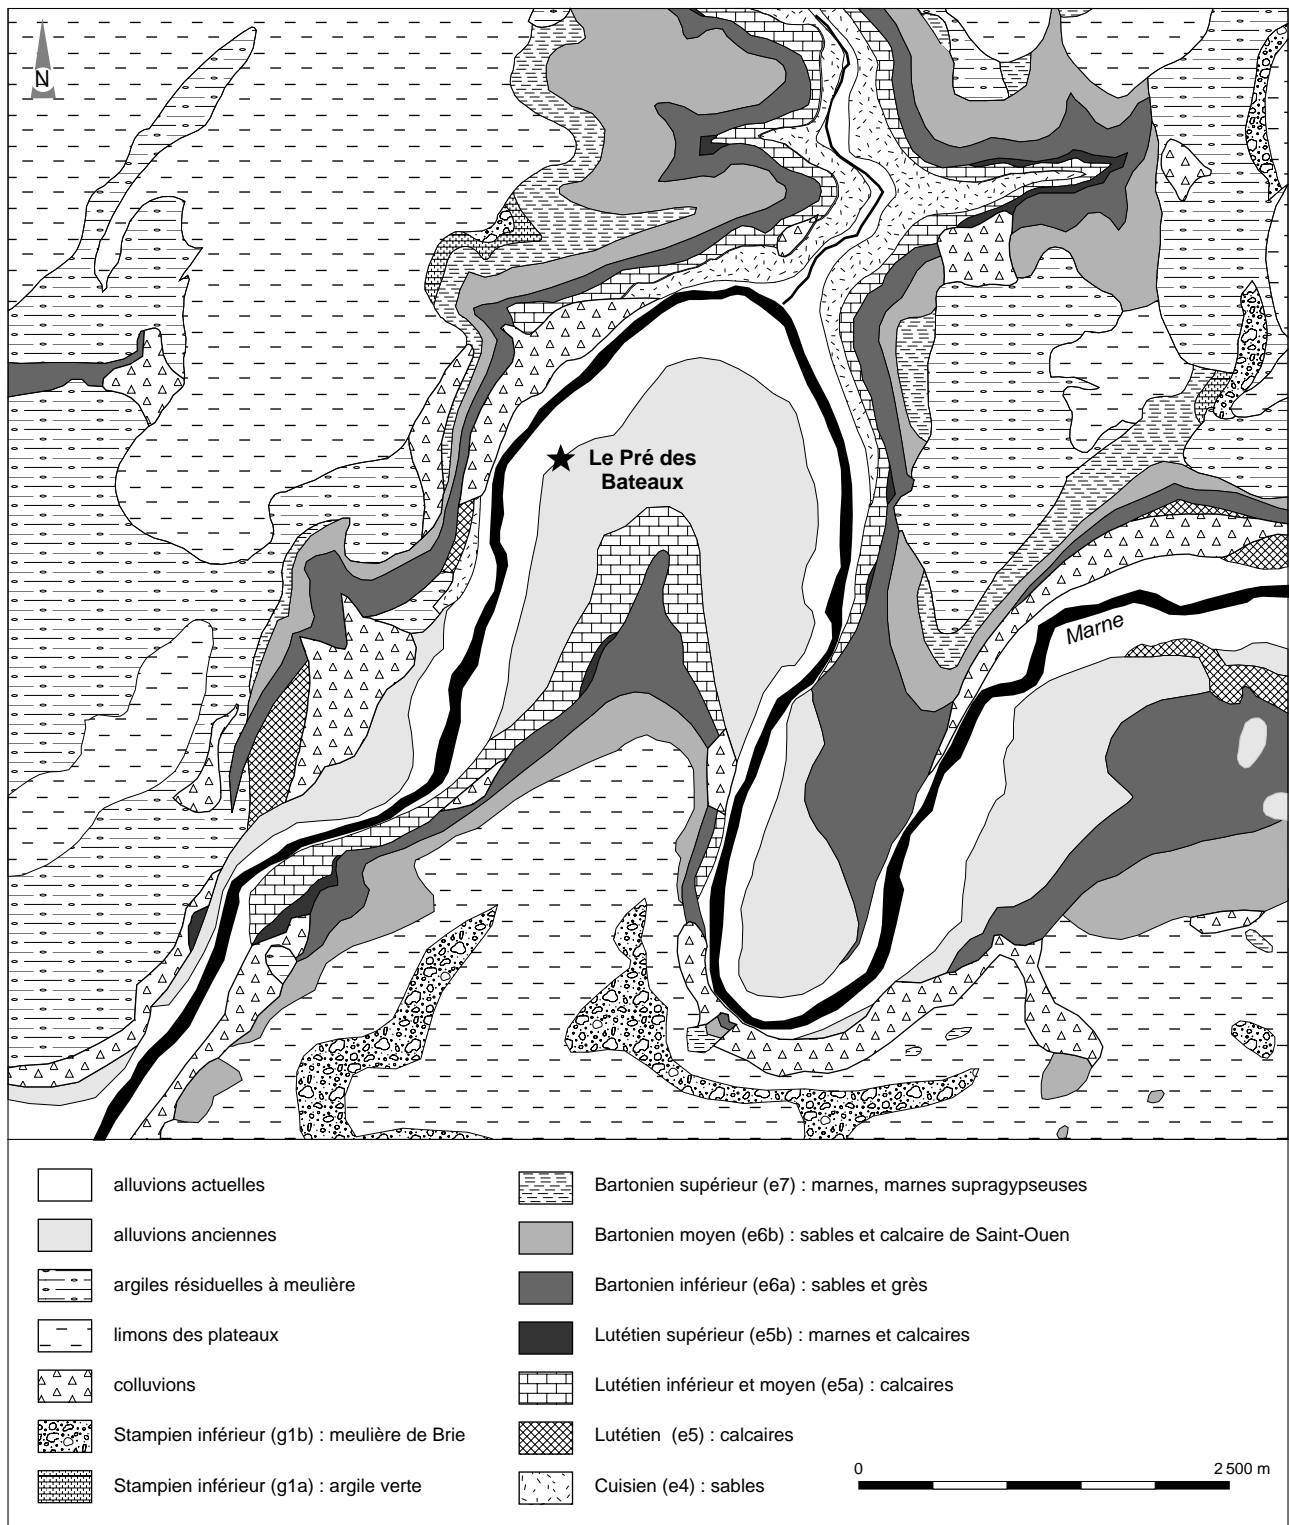 N
Le Pré des
Bateaux
Marne
alluvions actuelles
alluvions anciennes
argiles résiduelles à meulière
limons des plateaux
colluvions
Stampien inférieur (g1b) : meulière de Brie
Stampien inférieur (g1a) : argile verte
Bartonien supérieur (e7) : marnes, marnes supragypseuses
Bartonien moyen (e6b) : sables et calcaire de Saint-Ouen
Bartonien inférieur (e6a) : sables et grès
Lutétien supérieur (e5b) : marnes et calcaires
Lutétien inférieur et moyen (e5a) : calcaires
Lutétien (e5) : calcaires
Cuisien (e4) : sables
0 2 500 m